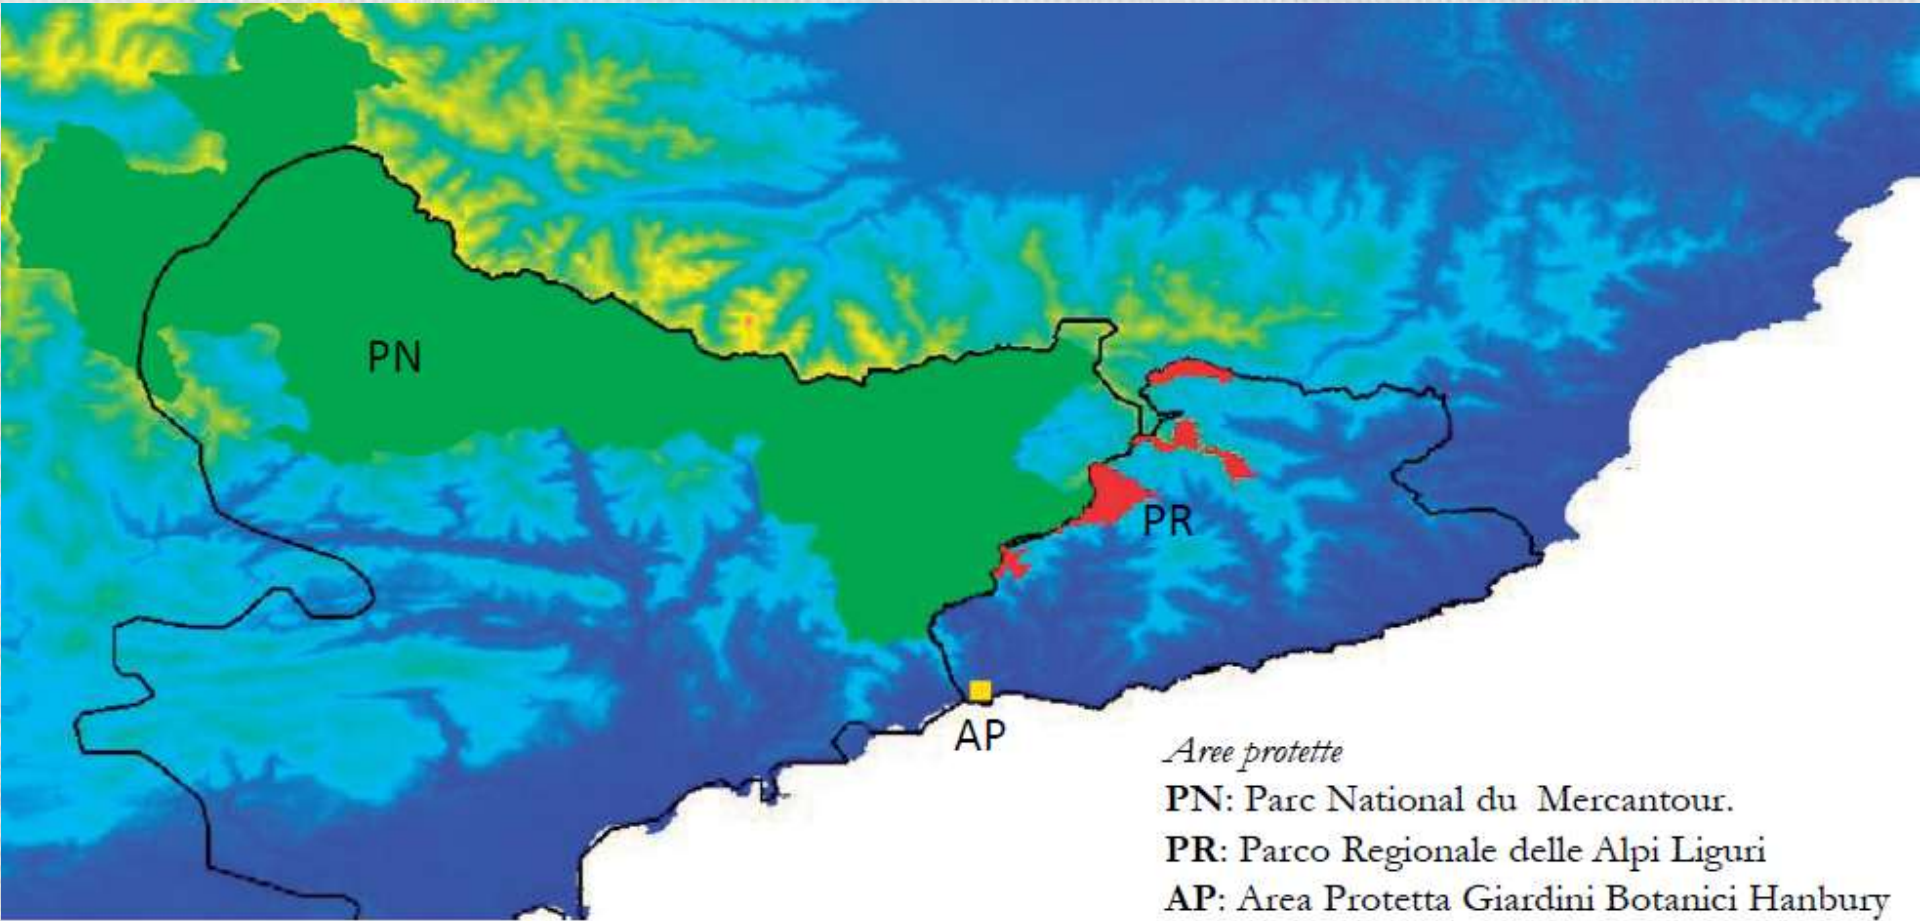 PN
PR
AP
Aree protette
PN: Parc National du Mercantour.
PR: Parco Regionale delle Alpi Liguri
AP: Area Protetta Giardini Botanici Hanbury